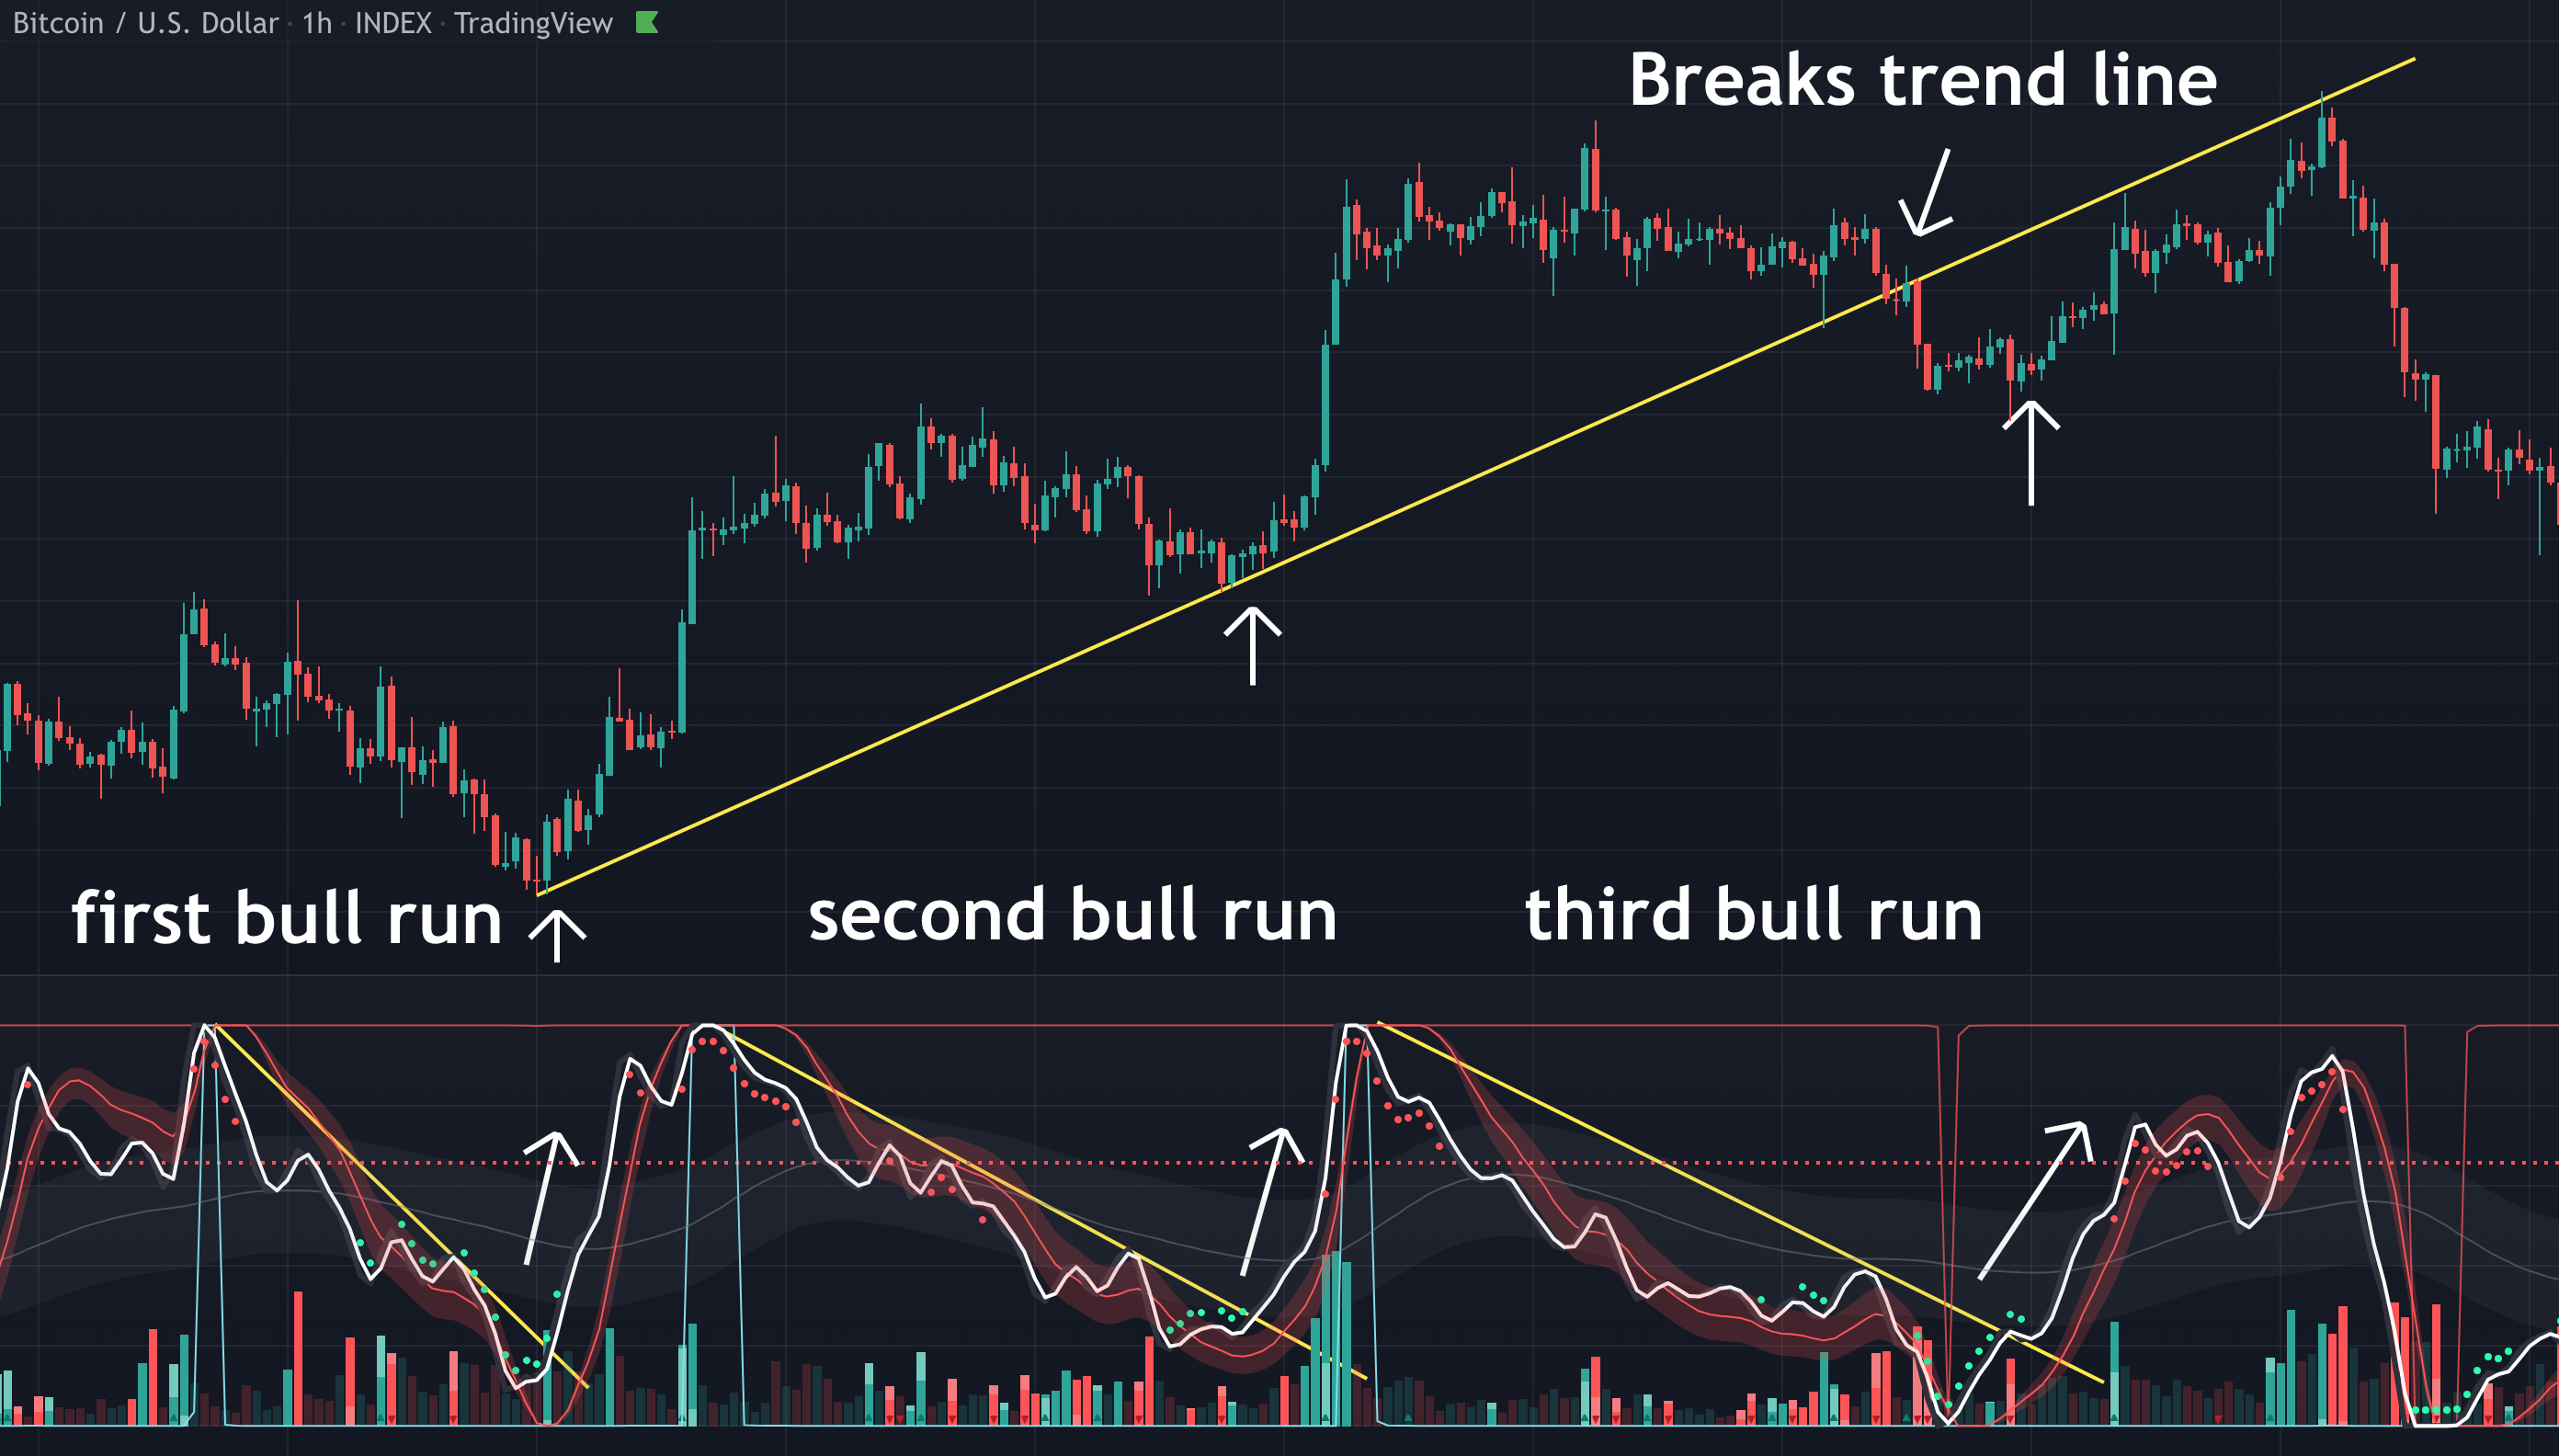 Bitcoin / U.S. Dollar · 1h · INDEX · TradingView
Breaks trend line
first bull run
second bull run
third bull run